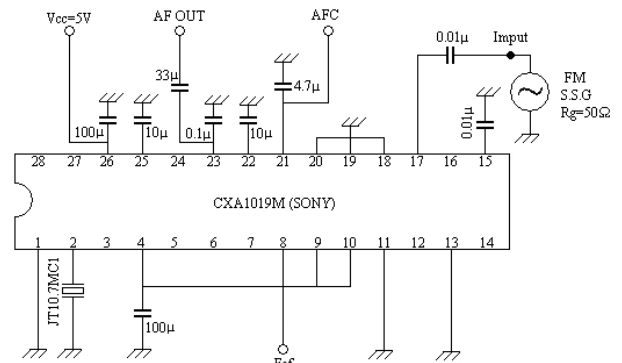 Vcc=5V
AF OUT
AFC
0.01µ
Imput
33µ
4.7µ
FM
S.S.G
Rg=50Ω
100µ
10µ
0.1µ
10µ
0.01µ
28 27 26 25 24 23 22 21 20 19 18 17 16 15
CXA1019M (SONY)
1 2 3 4 5 6 7 8 9 10 11 12 13 14
JT10.7MC1
100µ